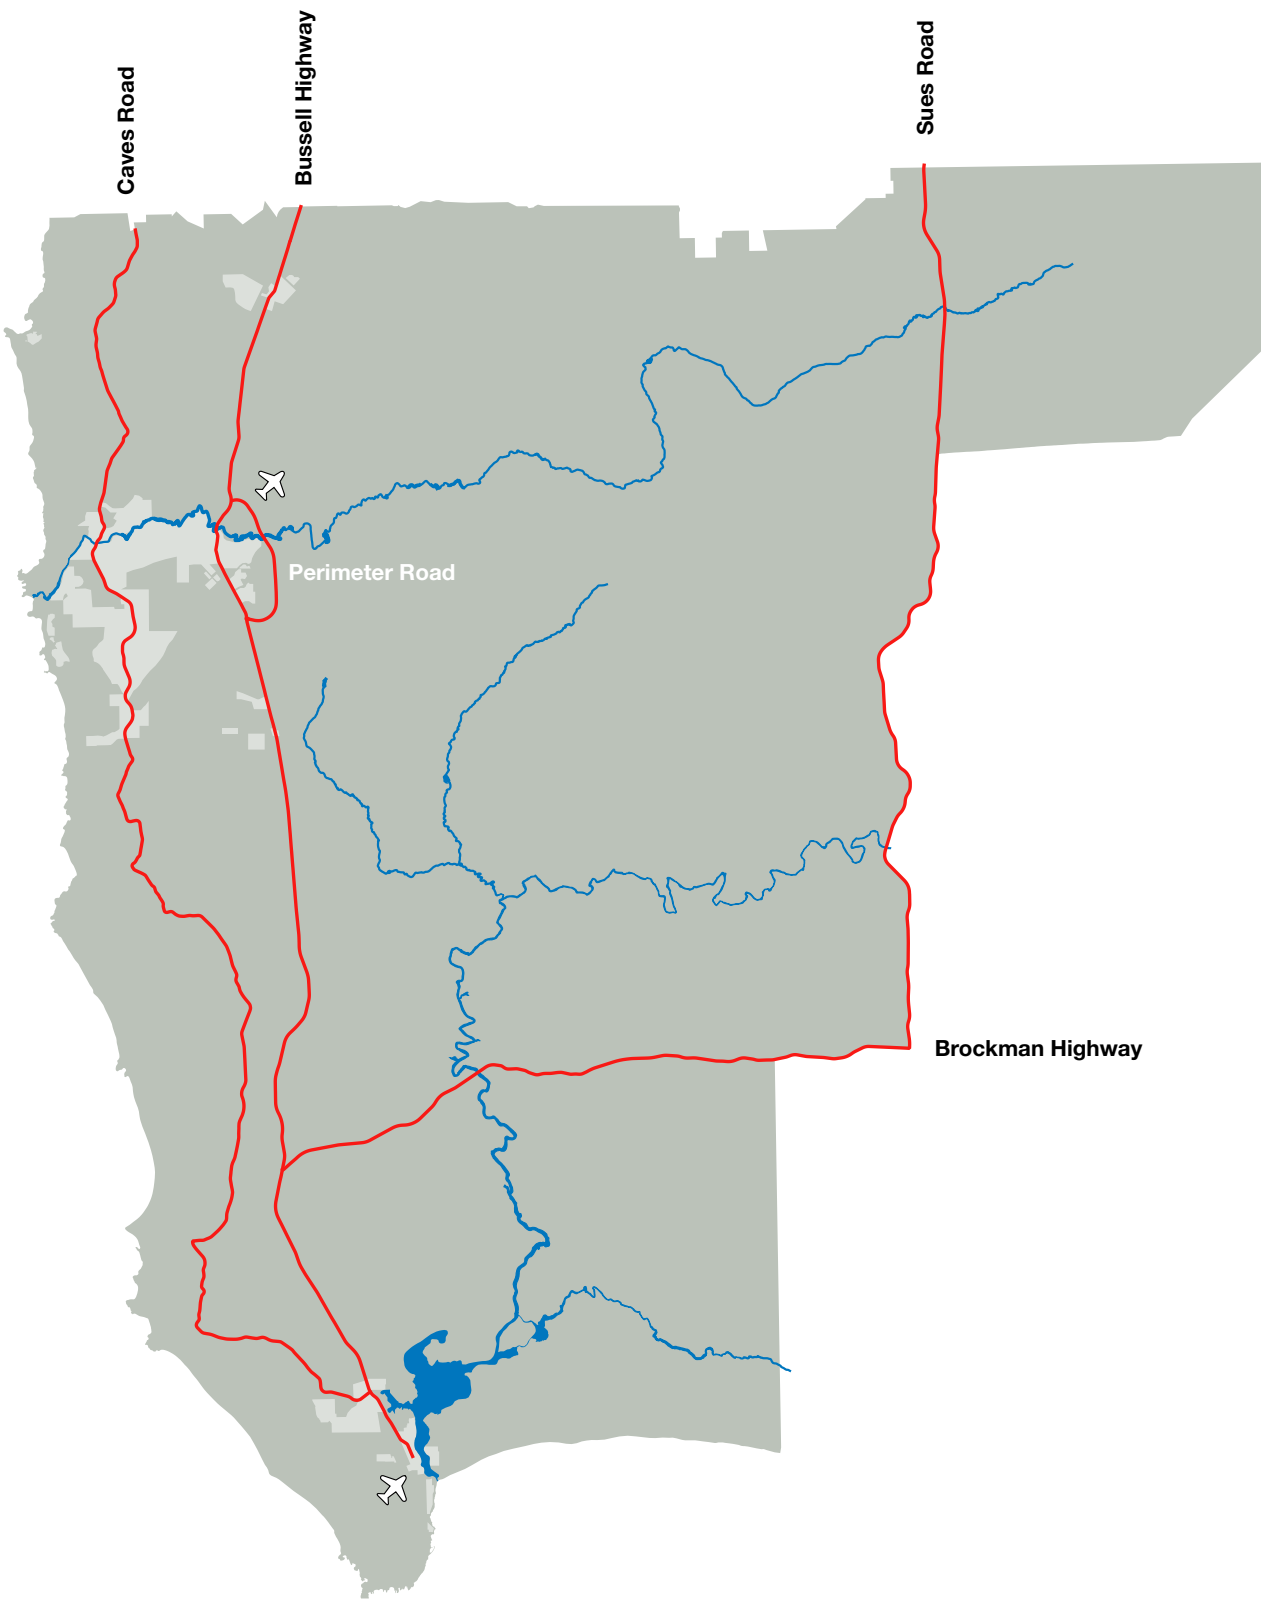 Caves Road
Bussell Highway
Sues Road
Perimeter Road
Brockman Highway